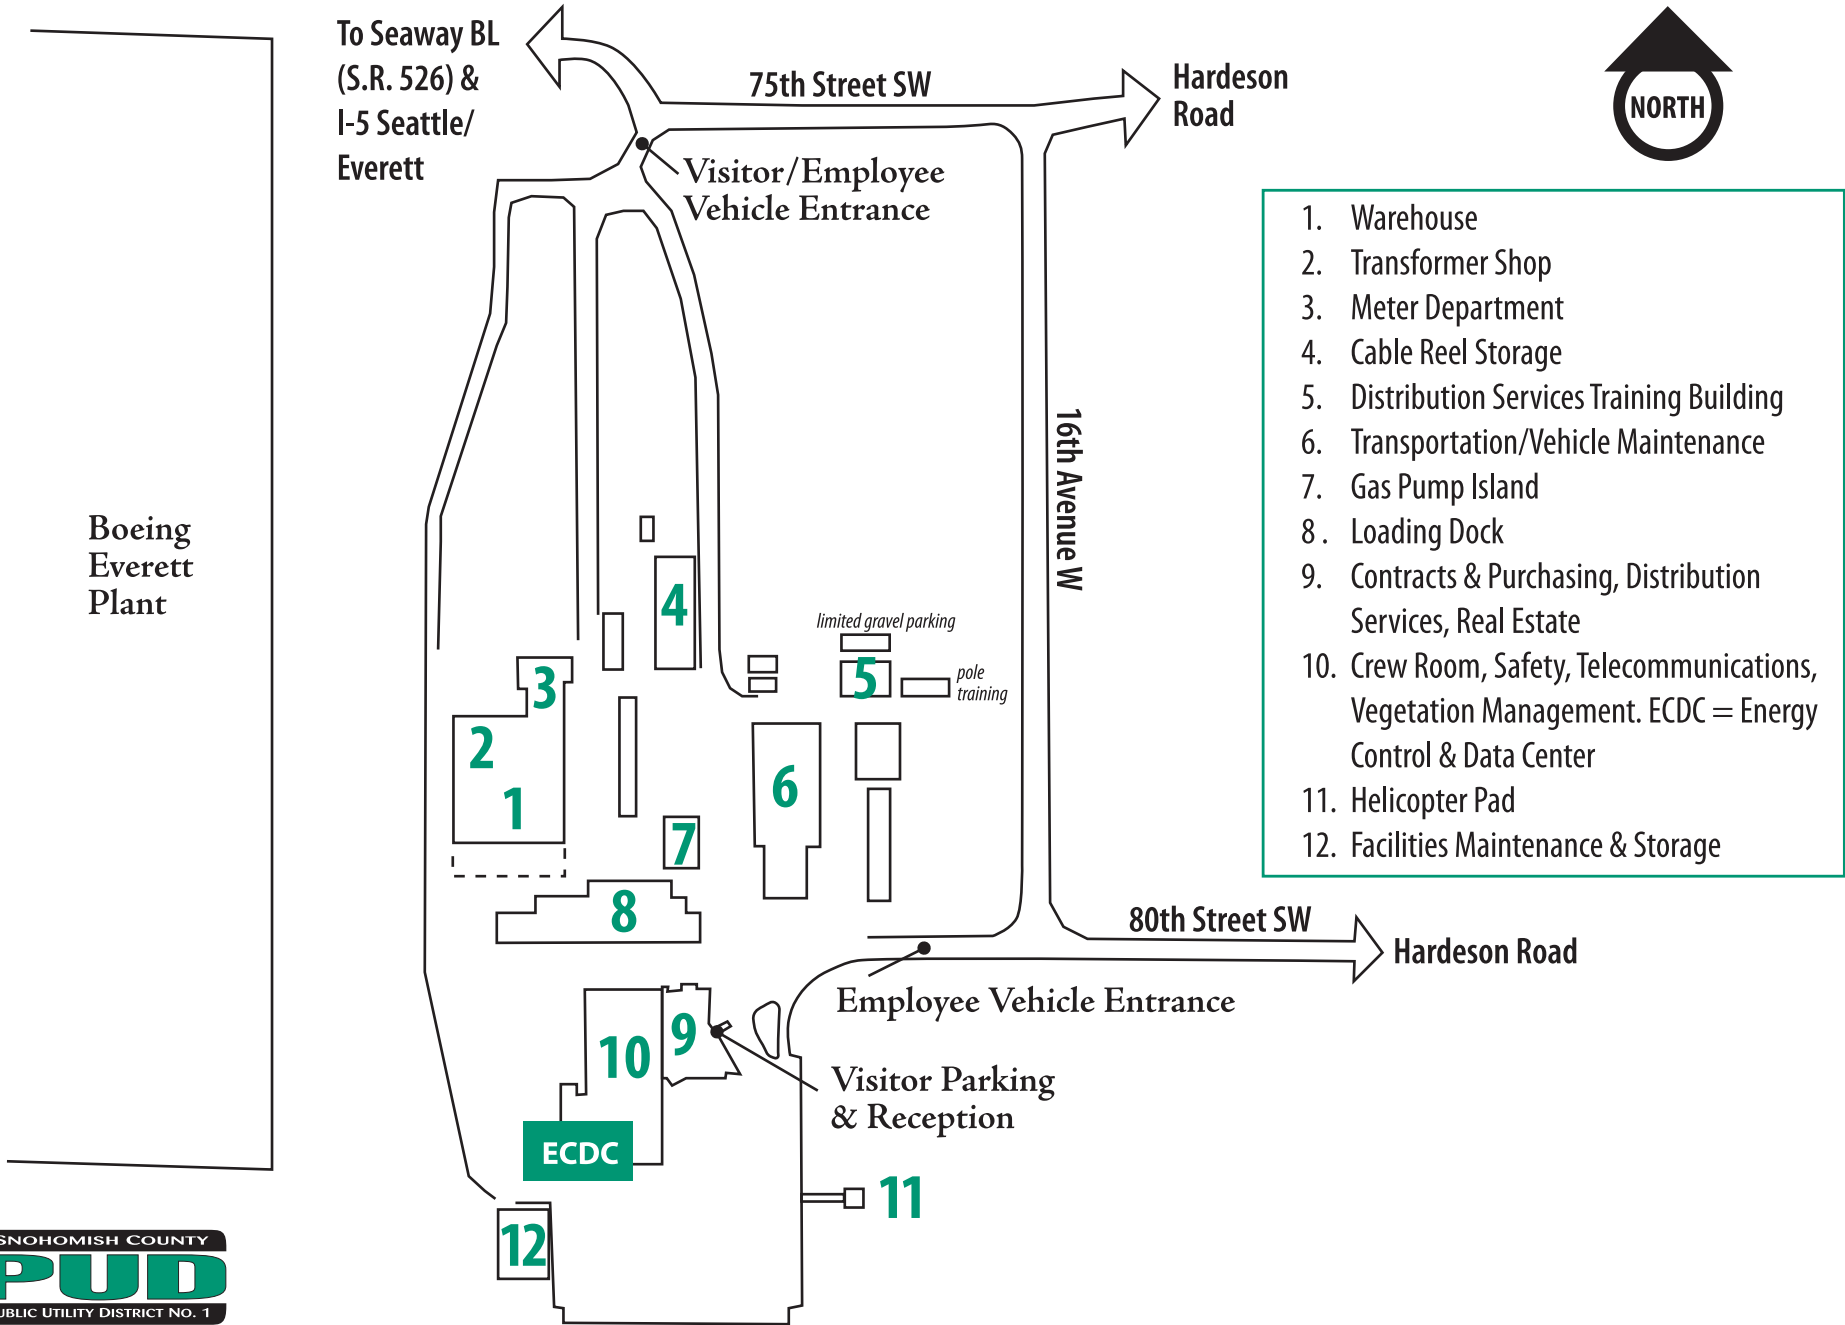 To Seaway BL
(S.R. 526) &
I-5 Seattle/
Everett
75th Street SW
Hardeson
Road
NORTH
Visitor/Employee
Vehicle Entrance
1. Warehouse
2. Transformer Shop
3. Meter Department
4. Cable Reel Storage
5. Distribution Services Training Building
6. Transportation/Vehicle Maintenance
7. Gas Pump Island
8 . Loading Dock
9. Contracts & Purchasing, Distribution
Services, Real Estate
10. Crew Room, Safety, Telecommunications,
Vegetation Management. ECDC = Energy
Control & Data Center
11. Helicopter Pad
12. Facilities Maintenance & Storage
16th Avenue W
Boeing
Everett
Plant
4
limited gravel parking
5
pole
training
3
2
1
6
7
8
80th Street SW
Hardeson Road
Employee Vehicle Entrance
9
10
Visitor Parking
& Reception
ECDC
11
12
SNOHOMISH COUNTY
PUD
UBLIC UTILITY DISTRICT NO. 1